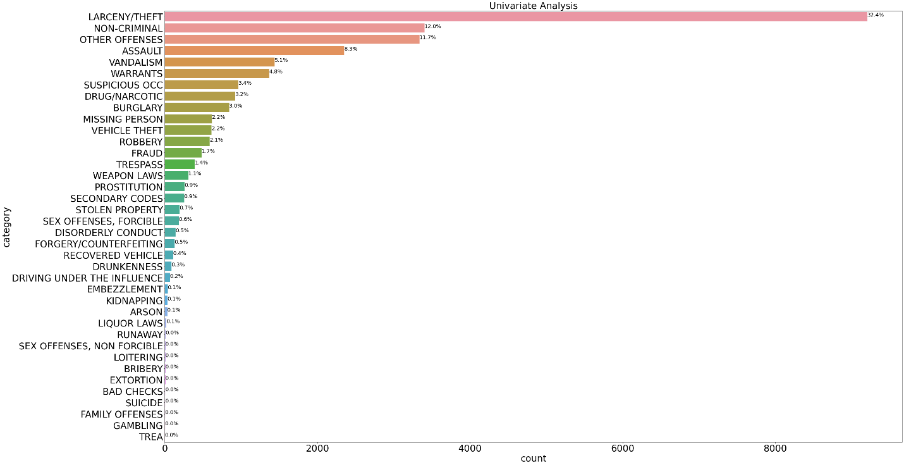 Univariate Analysis
LARCENY/THEFT 32.4%
NON-CRIMINAL 12.0%
OTHER OFFENSES 11.7%
ASSAULT 8.3%
VANDALISM 5.1%
WARRANTS 4.8%
SUSPICIOUS OCC 3.4%
DRUG/NARCOTIC 3.2%
BURGLARY 3.0%
MISSING PERSON 2.2%
VEHICLE THEFT 2.2%
ROBBERY 2.1%
FRAUD 1.7%
TRESPASS 1.4%
WEAPON LAWS 1.1%
PROSTITUTION 0.9%
SECONDARY CODES 0.9%
STOLEN PROPERTY 0.7%
SEX OFFENSES, FORCIBLE 0.6%
DISORDERLY CONDUCT 0.5%
FORGERY/COUNTERFEITING 0.5%
RECOVERED VEHICLE 0.4%
DRUNKENNESS 0.3%
DRIVING UNDER THE INFLUENCE 0.2%
EMBEZZLEMENT 0.1%
KIDNAPPING 0.1%
ARSON 0.1%
LIQUOR LAWS 0.1%
RUNAWAY 0.0%
SEX OFFENSES, NON FORCIBLE 0.0%
LOITERING 0.0%
BRIBERY 0.0%
EXTORTION 0.0%
BAD CHECKS 0.0%
SUICIDE 0.0%
FAMILY OFFENSES 0.0%
GAMBLING 0.0%
TREA 0.0%
category
0 2000 4000 6000 8000
count